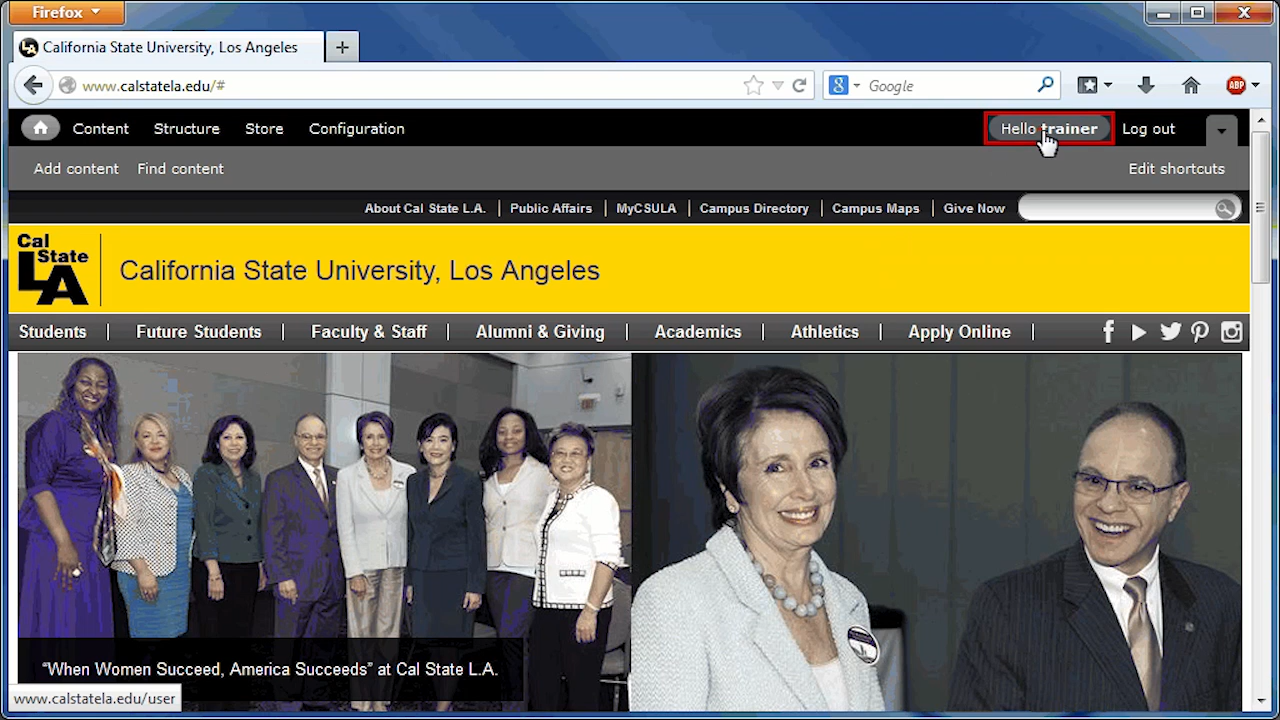 Firefox
California State University, Los Angeles
www.calstatela.edu/#
Google
ABP
Content Structure Store Configuration Hello trainer Log out
Add content Find content Edit shortcuts
About Cal State L.A. Public Affairs MyCSULA Campus Directory Campus Maps Give Now
Cal State LA
California State University, Los Angeles
Students Future Students Faculty & Staff Alumni & Giving Academics Athletics Apply Online
“When Women Succeed, America Succeeds” at Cal State L.A.
www.calstatela.edu/user